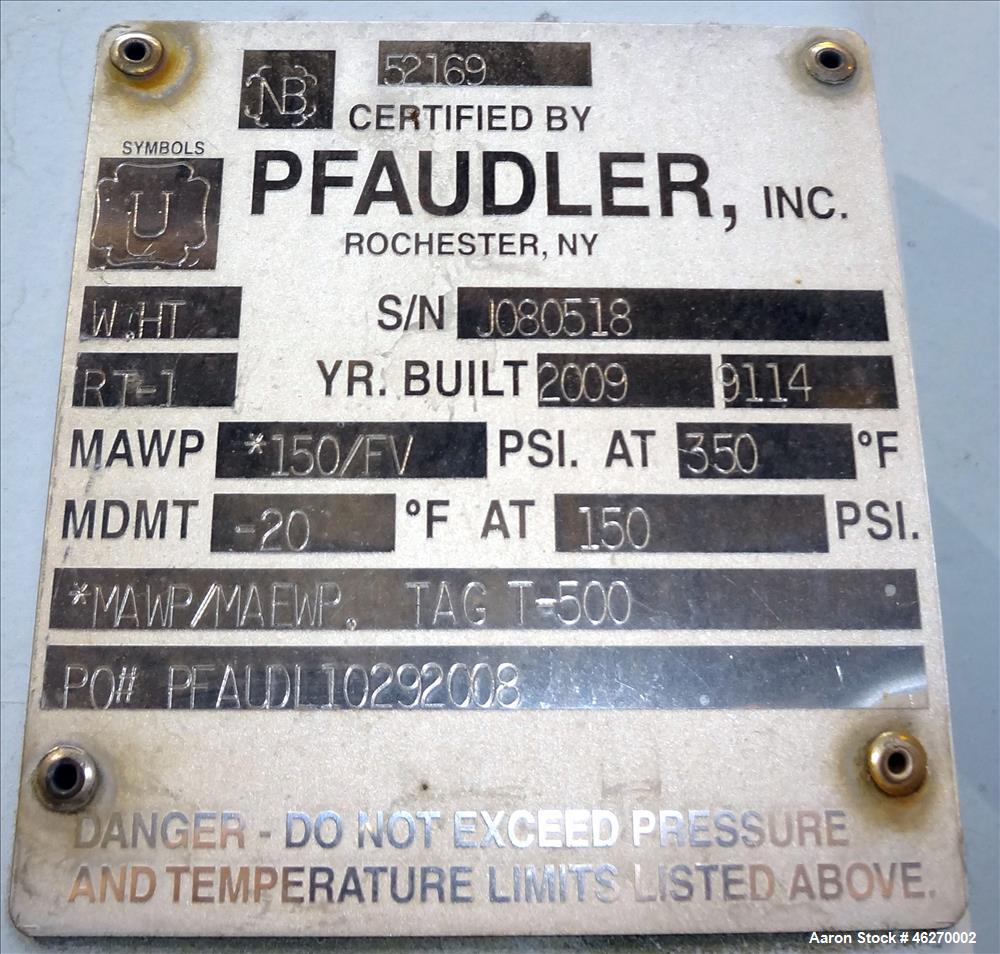 NB 52169
CERTIFIED BY
SYMBOLS
PFAUDLER, INC.
U
ROCHESTER, NY
W,HT S/N J080518
RT-1 YR. BUILT 2009 9114
MAWP *150/FV PSI. AT 350 °F
MDMT -20 °F AT 150 PSI.
*MAWP/MAEWP. TAG T-500
PO# PFAUDL10292008
DANGER - DO NOT EXCEED PRESSURE
AND TEMPERATURE LIMITS LISTED ABOVE.
Aaron Stock # 46270002